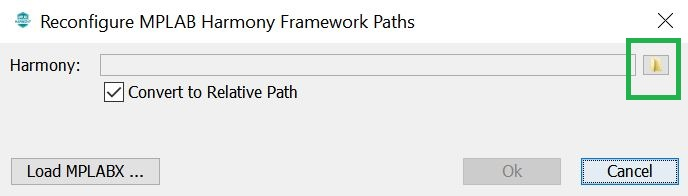 Reconfigure MPLAB Harmony Framework Paths
Harmony:
Convert to Relative Path
Load MPLABX ...
Ok
Cancel